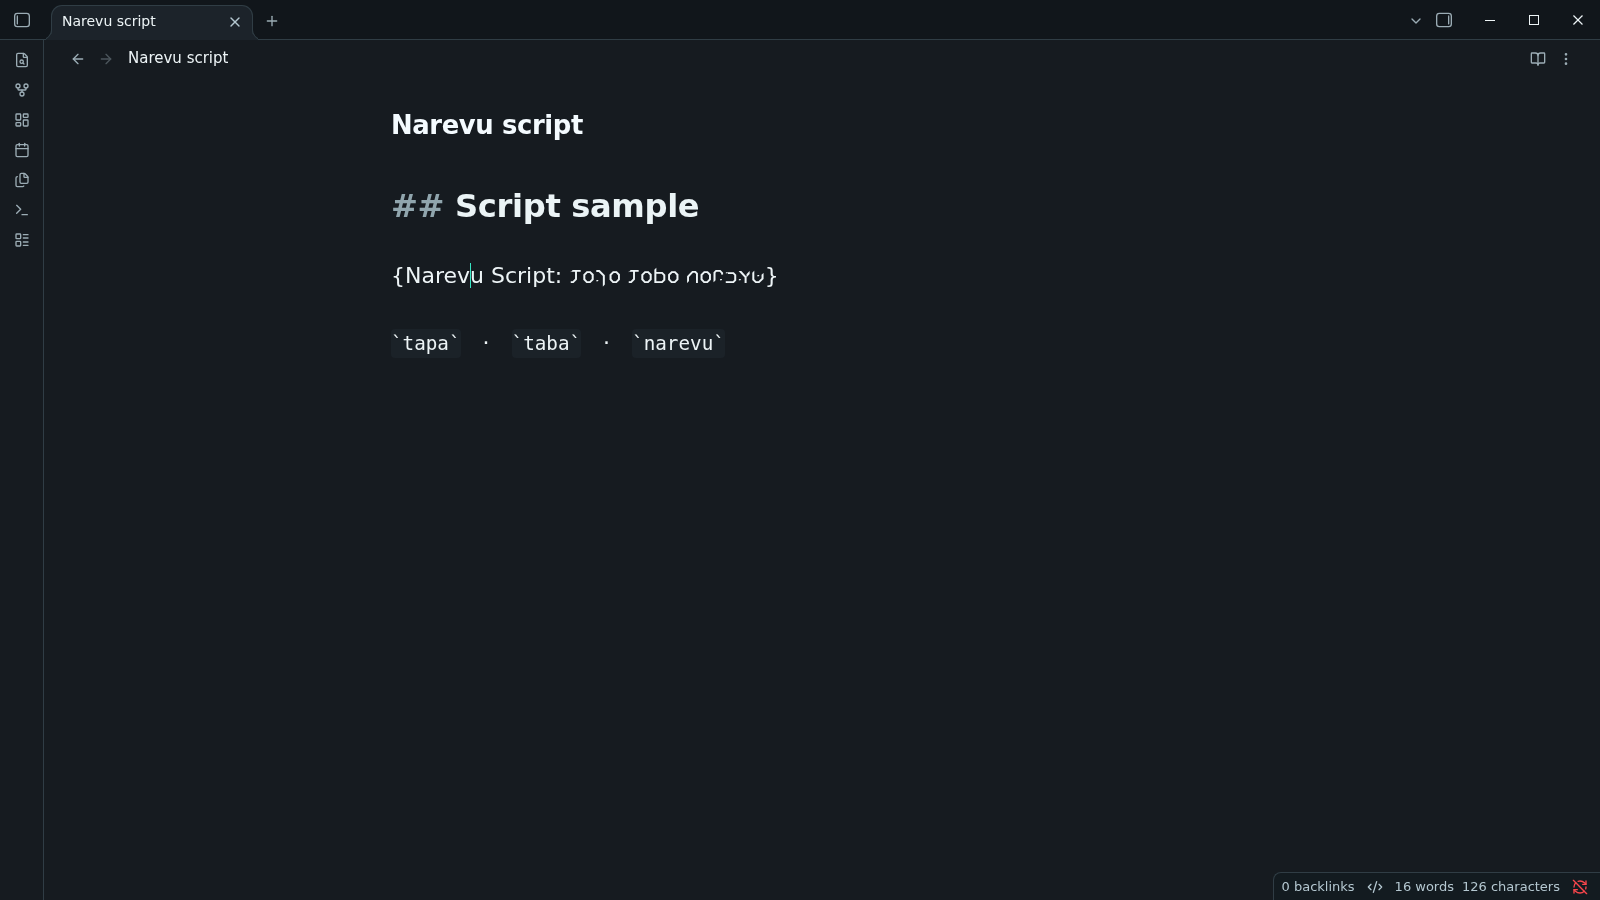 Narevu script
Narevu script
Narevu script
## Script sample
{Narevu Script: }
`tapa` · `taba` · `narevu`
0 backlinks 16 words 126 characters